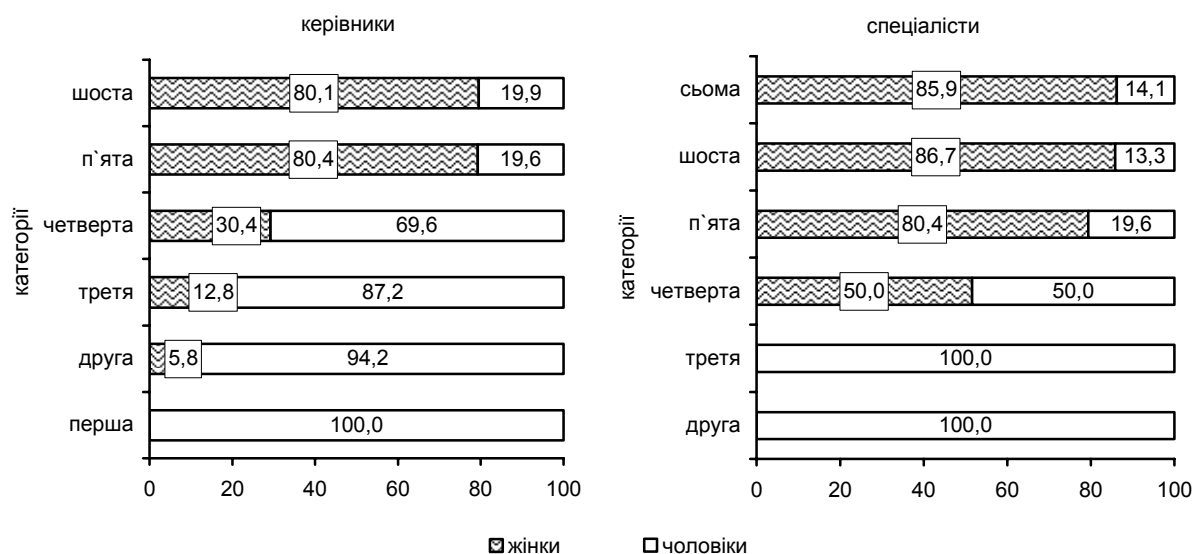 керівники
категорії
шоста 80,1 19,9
п`ята 80,4 19,6
четверта 30,4 69,6
третя 12,8 87,2
друга 5,8 94,2
перша 100,0
0 20 40 60 80 100
спеціалісти
категорії
сьома 85,9 14,1
шоста 86,7 13,3
п`ята 80,4 19,6
четверта 50,0 50,0
третя 100,0
друга 100,0
0 20 40 60 80 100
жінки чоловіки